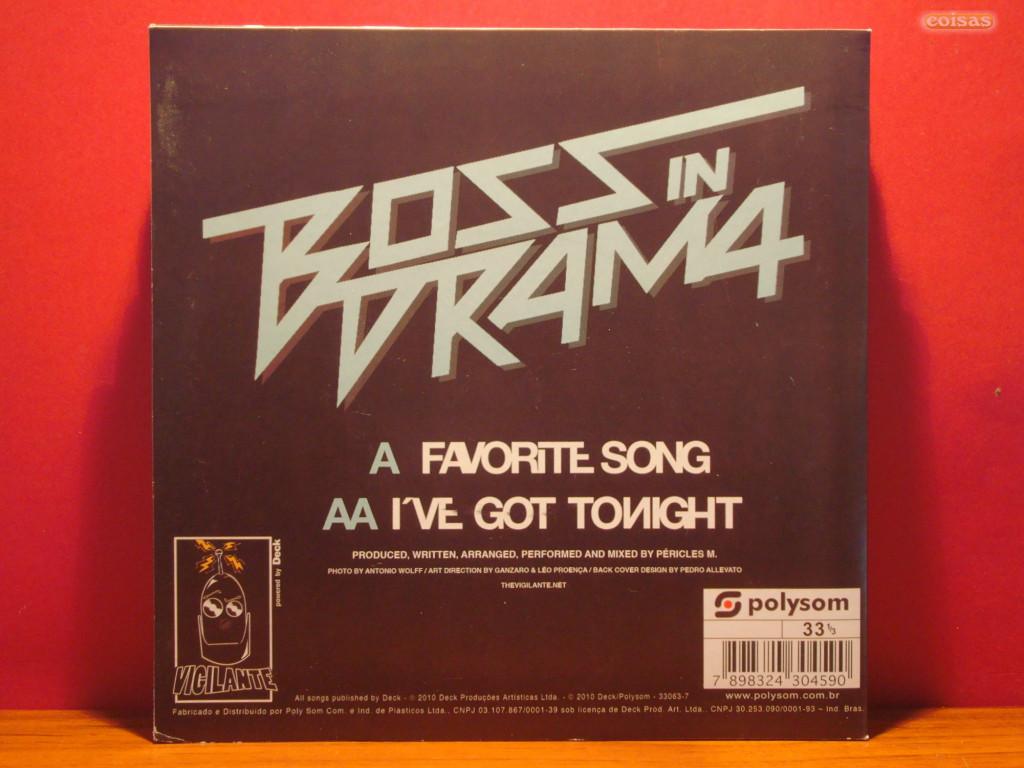 coisas
BOSS IN
DRAMA
A FAVORITE SONG
AA I´VE GOT TONIGHT
PRODUCED, WRITTEN, ARRANGED, PERFORMED AND MIXED BY PÉRICLES M.
PHOTO BY ANTONIO WOLFF / ART DIRECTION BY GANZARO & LÉO PROENÇA / BACK COVER DESIGN BY PEDRO ALLEVATO
THEVIGILANTE.NET
powered by Deck
VIGILANTE
polysom
33 1/3
7 898324 304590
www.polysom.com.br
All songs published by Deck - ℗ 2010 Deck Produções Artísticas Ltda. - © 2010 Deck/Polysom - 33063-7
Fabricado e Distribuido por Poly Som Com. e Ind. de Plásticos Ltda.. CNPJ 03.107.867/0001-39 sob licença de Deck Prod. Art. Ltda.. CNPJ 30.253.090/0001-93 – Ind. Bras.